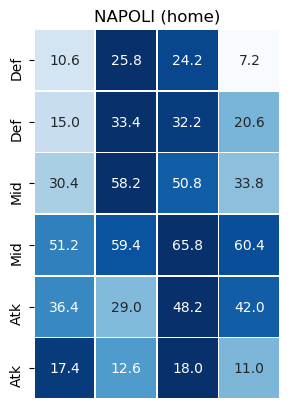 NAPOLI (home)
Def 10.6 25.8 24.2 7.2
Def 15.0 33.4 32.2 20.6
Mid 30.4 58.2 50.8 33.8
Mid 51.2 59.4 65.8 60.4
Atk 36.4 29.0 48.2 42.0
Atk 17.4 12.6 18.0 11.0